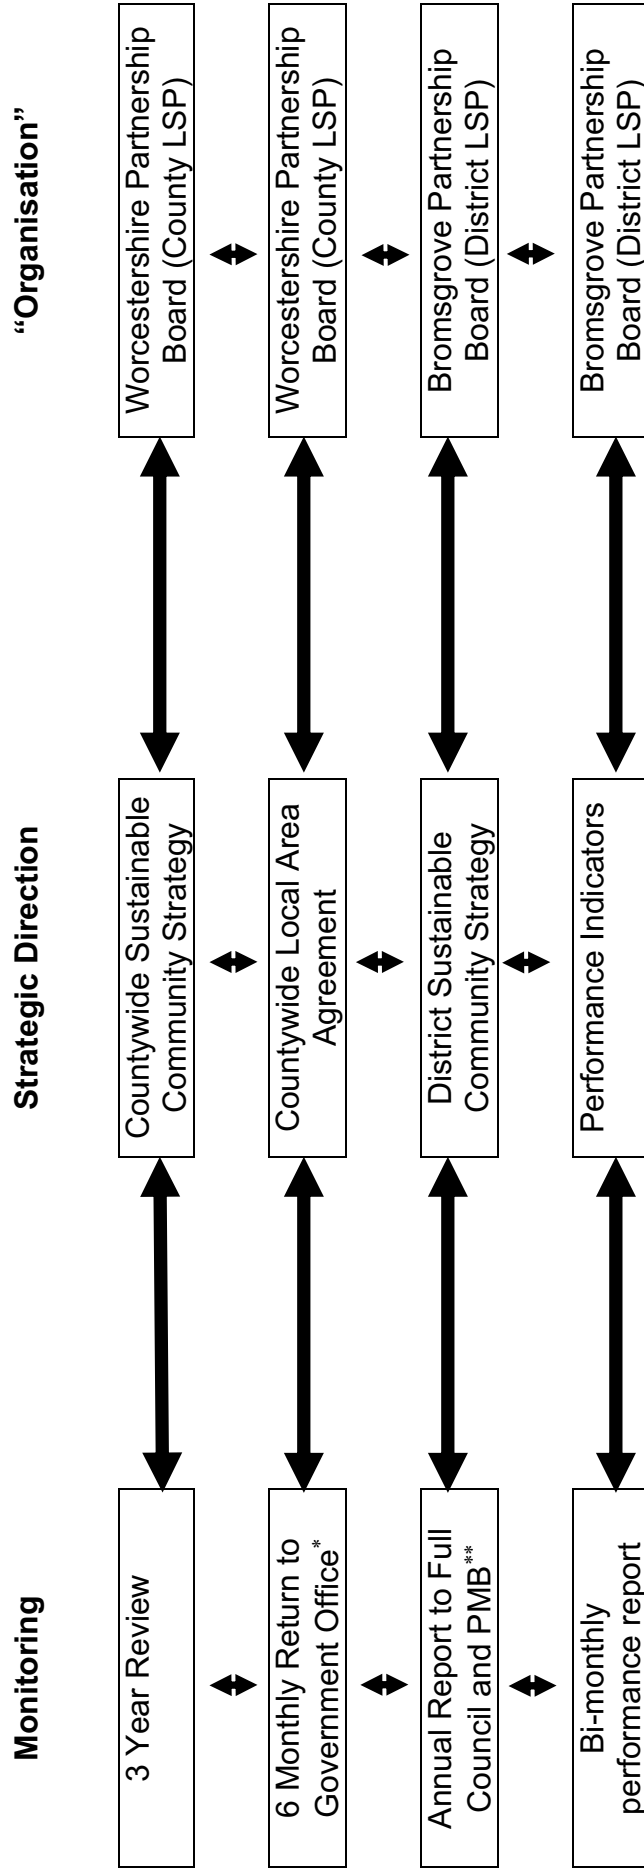 Monitoring
Strategic Direction
“Organisation”
3 Year Review
Countywide Sustainable
Community Strategy
Worcestershire Partnership
Board (County LSP)
6 Monthly Return to
Government Office*
Countywide Local Area
Agreement
Worcestershire Partnership
Board (County LSP)
Annual Report to Full
Council and PMB**
District Sustainable
Community Strategy
Bromsgrove Partnership
Board (District LSP)
Bi-monthly
performance report
Performance Indicators
Bromsgrove Partnership
Board (District LSP)